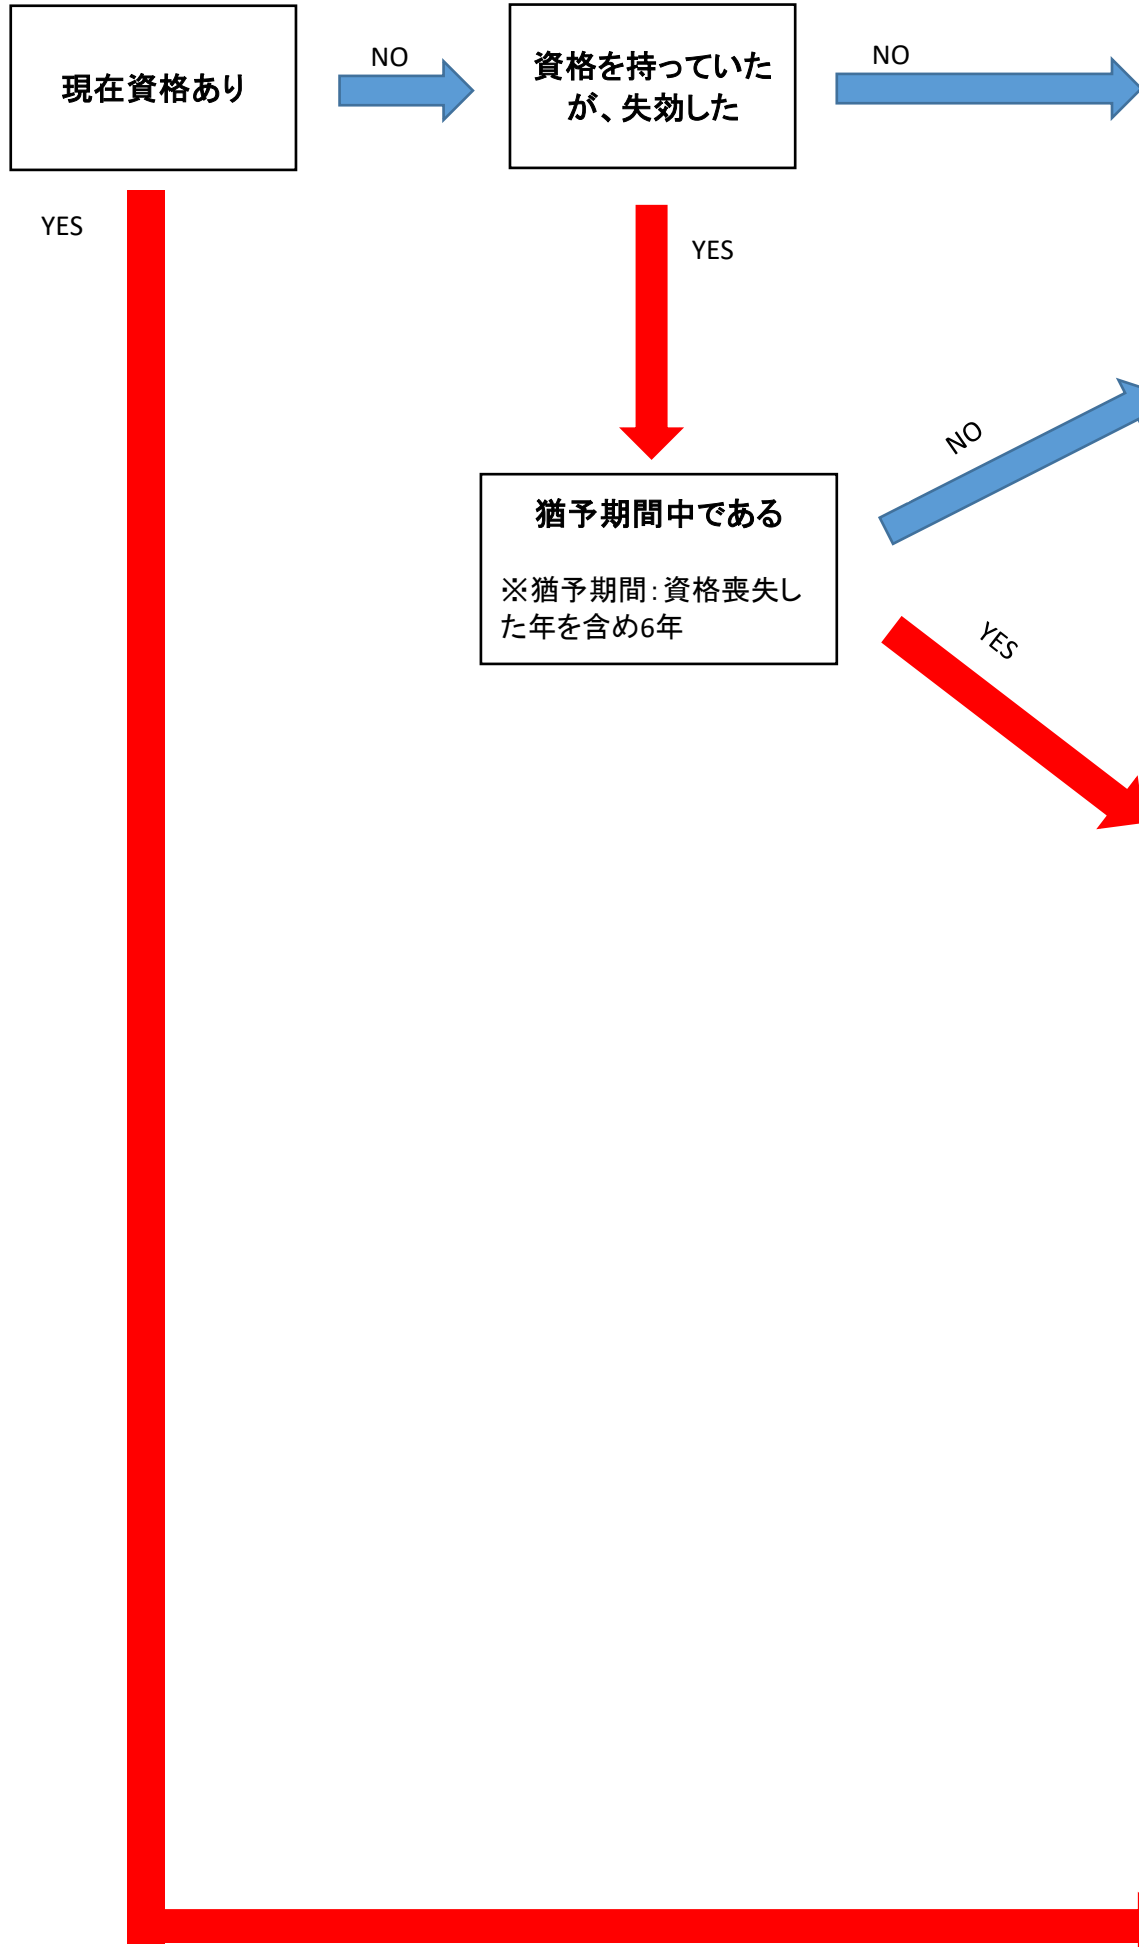 現在資格あり
NO
資格を持っていた
が、失効した
NO
YES
YES
NO
猶予期間中である
※猶予期間：資格喪失し
た年を含め6年
YES